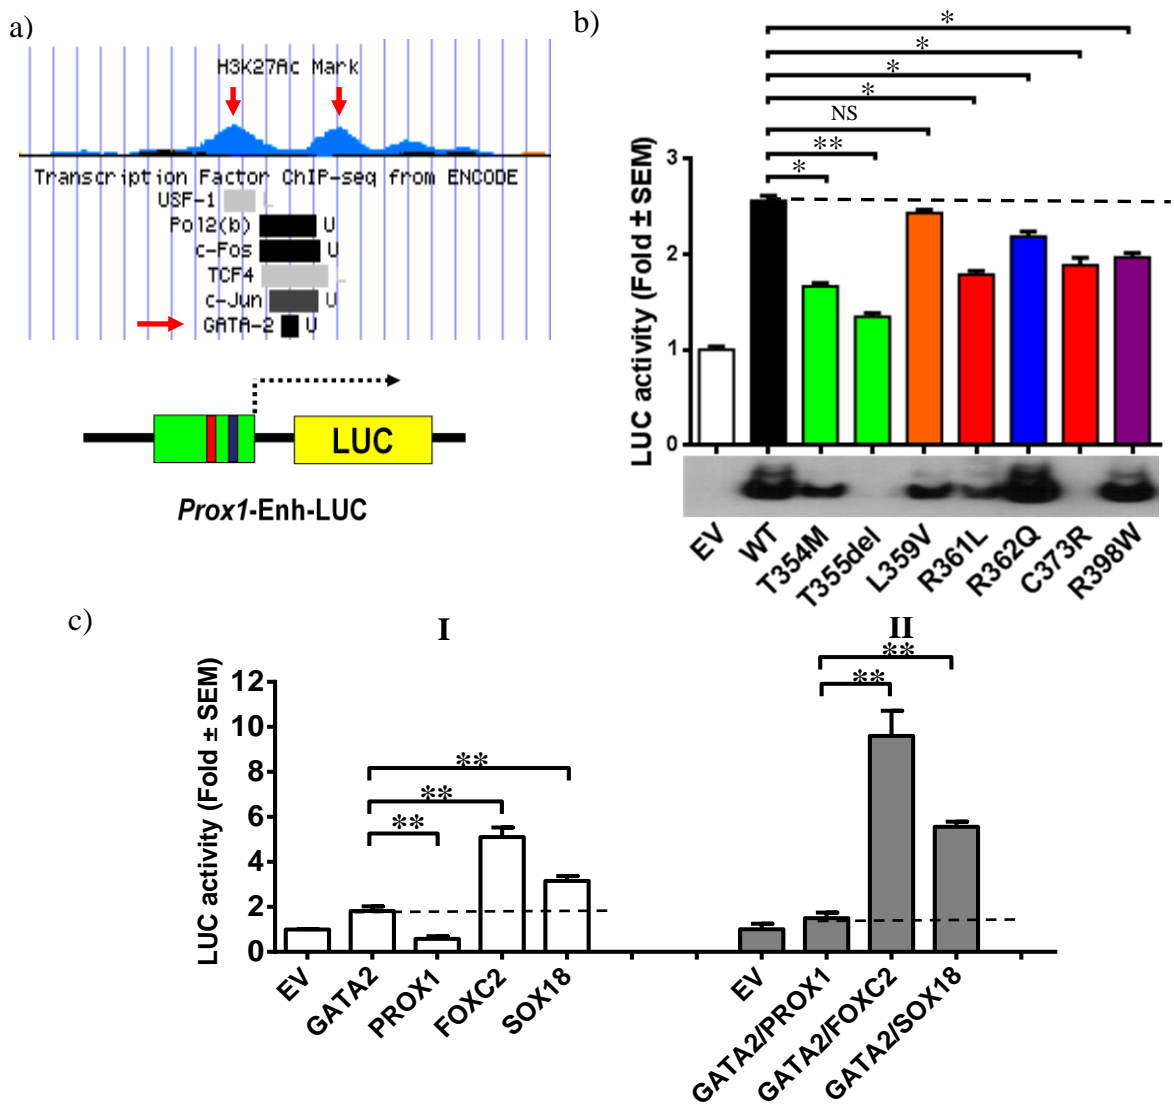 a)
H3K27Ac Mark
Transcription Factor ChIP-seq from ENCODE
USF-1 L
Pol2(b) U
c-Fos U
TCF4 L
c-Jun U
GATA-2 U
LUC
Prox1-Enh-LUC
b)
*
*
*
*
NS
**
*
LUC activity (Fold ± SEM)
3
2
1
0
EV
WT
T354M
T355del
L359V
R361L
R362Q
C373R
R398W
c)
I
II
LUC activity (Fold ± SEM)
12
10
8
6
4
2
0
**
**
**
**
**
EV
GATA2
PROX1
FOXC2
SOX18
EV
GATA2/PROX1
GATA2/FOXC2
GATA2/SOX18